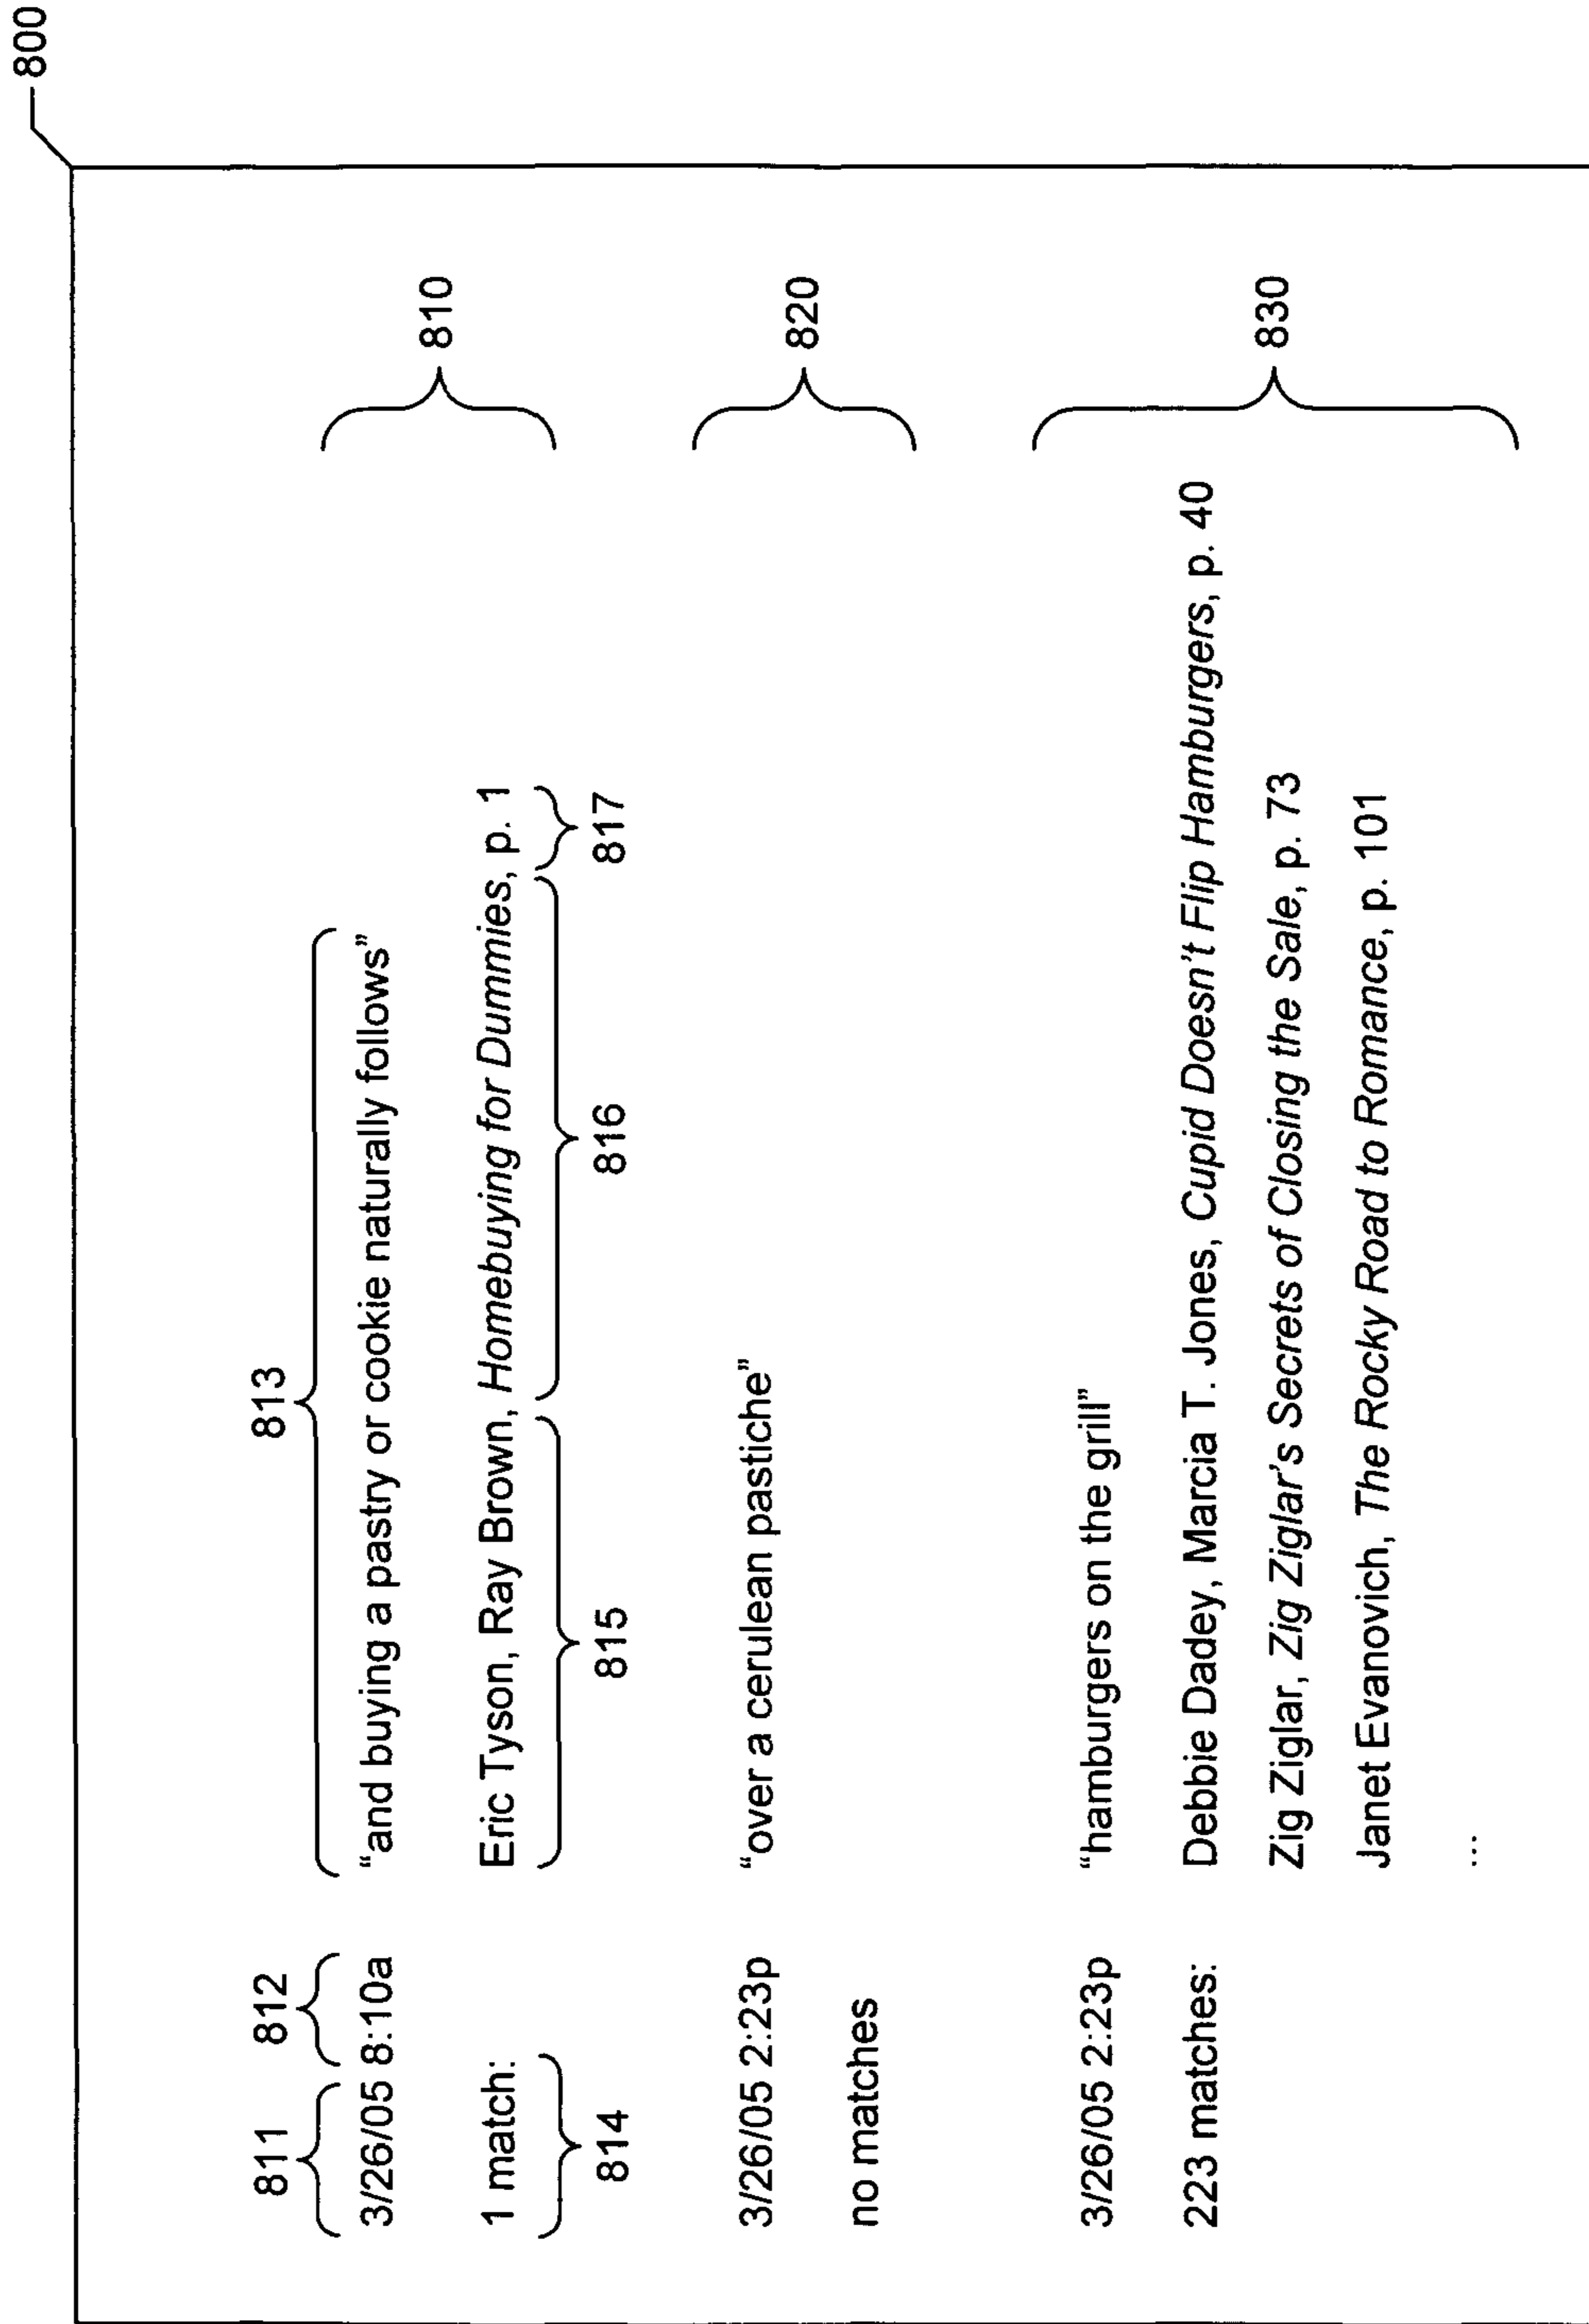 800
811 812 813
3/26/05 8:10a “and buying a pastry or cookie naturally follows”
810
1 match: Eric Tyson, Ray Brown, Homebuying for Dummies, p. 1
814 815 816 817
3/26/05 2:23p “over a cerulean pastiche”
820
no matches
3/26/05 2:23p “hamburgers on the grill”
223 matches: Debbie Dadey, Marcia T. Jones, Cupid Doesn't Flip Hamburgers, p. 40
830
Zig Ziglar, Zig Ziglar's Secrets of Closing the Sale, p. 73
Janet Evanovich, The Rocky Road to Romance, p. 101
...